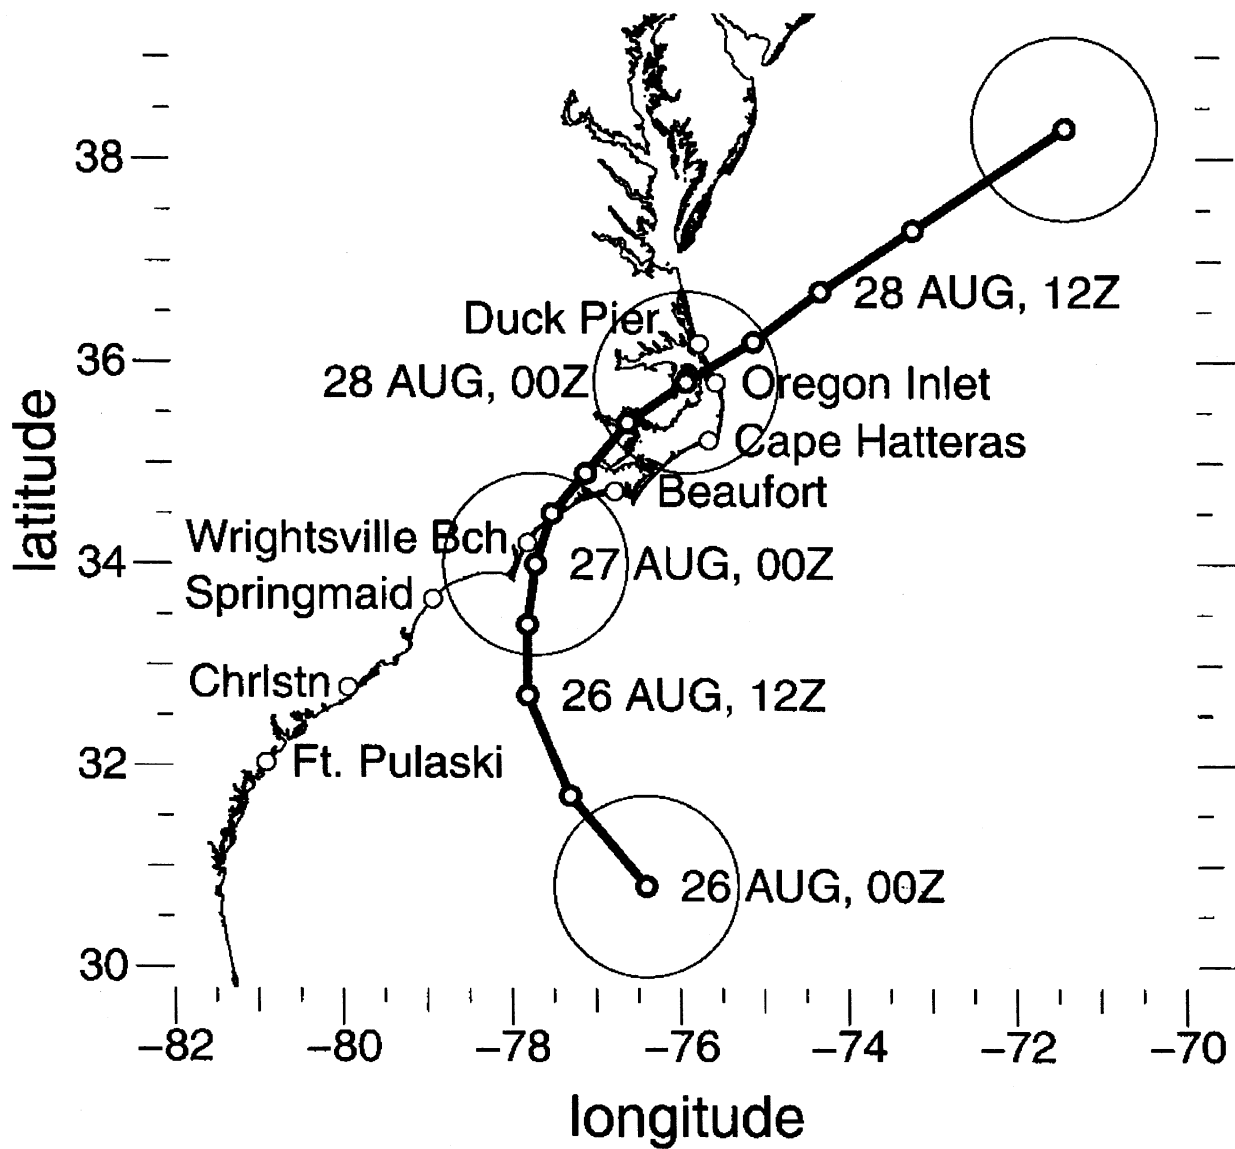 38
28 AUG, 12Z
Duck Pier
36
28 AUG, 00Z
Oregon Inlet
Cape Hatteras
Beaufort
latitude
Wrightsville Bch
34
27 AUG, 00Z
Springmaid
Chrlstn
26 AUG, 12Z
32
Ft. Pulaski
26 AUG, 00Z
30
−82 −80 −78 −76 −74 −72 −70
longitude